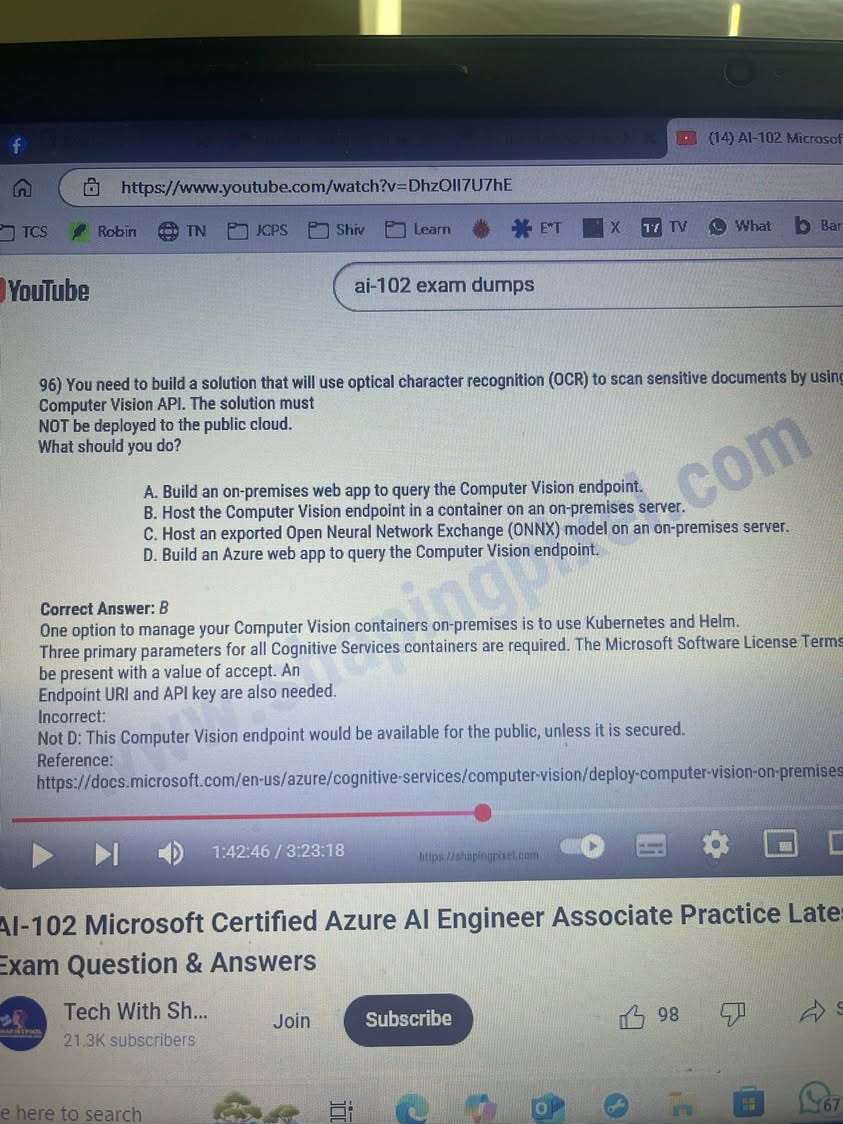 (14) AI-102 Microsof
https://www.youtube.com/watch?v=DhzOII7U7hE
TCS Robin TN JCPS Shiv Learn E*T X TV What Bar
YouTube
ai-102 exam dumps
96) You need to build a solution that will use optical character recognition (OCR) to scan sensitive documents by using
Computer Vision API. The solution must
NOT be deployed to the public cloud.
What should you do?
A. Build an on-premises web app to query the Computer Vision endpoint.
B. Host the Computer Vision endpoint in a container on an on-premises server.
C. Host an exported Open Neural Network Exchange (ONNX) model on an on-premises server.
D. Build an Azure web app to query the Computer Vision endpoint.
www.shapingpixel.com
Correct Answer: B
One option to manage your Computer Vision containers on-premises is to use Kubernetes and Helm.
Three primary parameters for all Cognitive Services containers are required. The Microsoft Software License Terms
be present with a value of accept. An
Endpoint URI and API key are also needed.
Incorrect:
Not D: This Computer Vision endpoint would be available for the public, unless it is secured.
Reference:
https://docs.microsoft.com/en-us/azure/cognitive-services/computer-vision/deploy-computer-vision-on-premises
1:42:46 / 3:23:18
https://shapingpixel.com
AI-102 Microsoft Certified Azure AI Engineer Associate Practice Lates
Exam Question & Answers
Tech With Sh...
21.3K subscribers
Join
Subscribe
98
S
e here to search
67